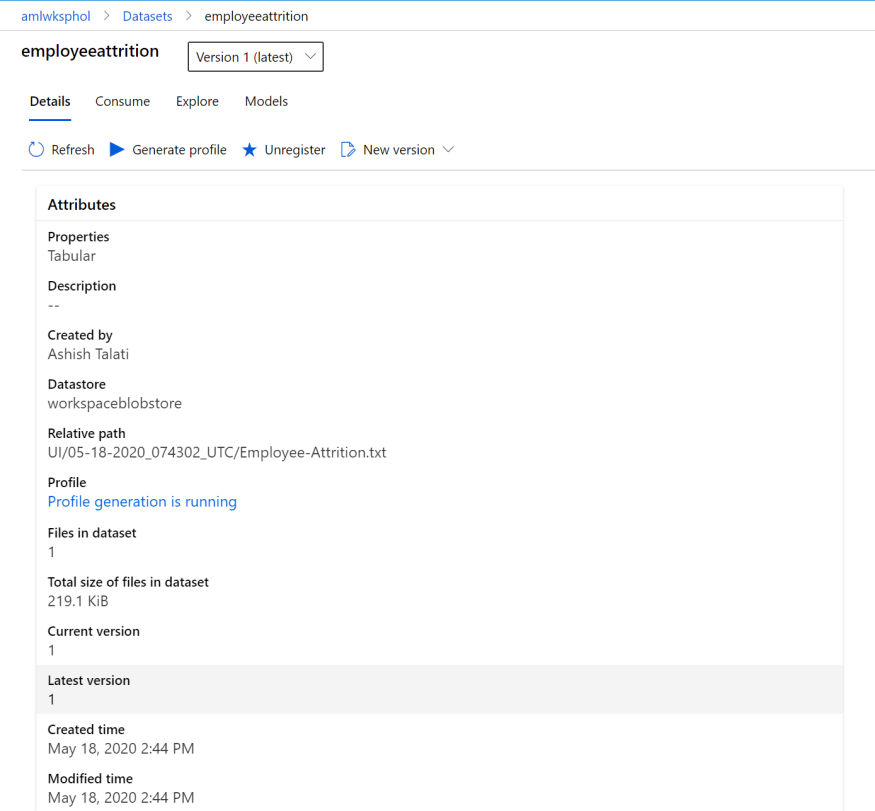 amlwksphol > Datasets > employeeattrition
employeeattrition
Version 1 (latest)
Details Consume Explore Models
Refresh Generate profile Unregister New version
Attributes
Properties
Tabular
Description
--
Created by
Ashish Talati
Datastore
workspaceblobstore
Relative path
UI/05-18-2020_074302_UTC/Employee-Attrition.txt
Profile
Profile generation is running
Files in dataset
1
Total size of files in dataset
219.1 KiB
Current version
1
Latest version
1
Created time
May 18, 2020 2:44 PM
Modified time
May 18, 2020 2:44 PM